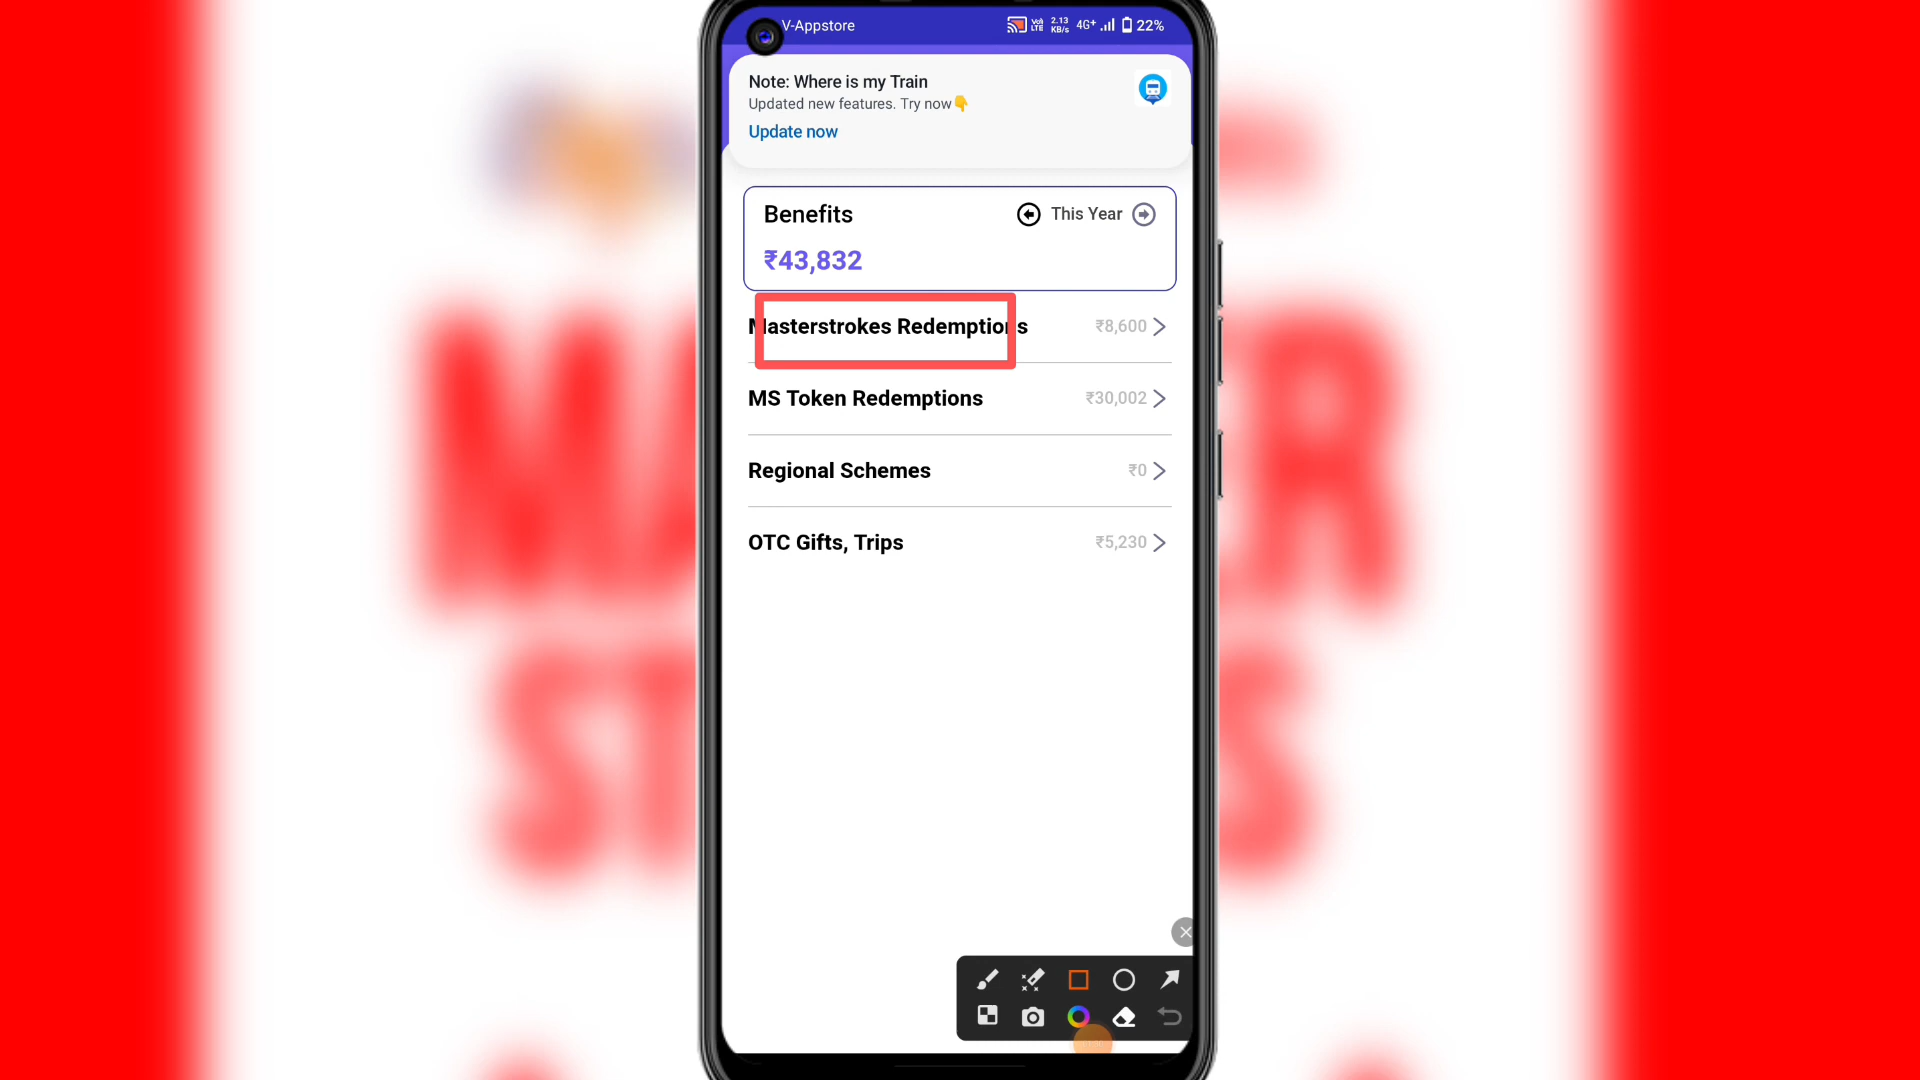 V-Appstore
Vo) LTE 2.13 KB/s 4G+ 22%
Note: Where is my Train
Updated new features. Try now👇
Update now
Benefits
This Year
₹43,832
Masterstrokes Redemptions ₹8,600
MS Token Redemptions ₹30,002
Regional Schemes ₹0
OTC Gifts, Trips ₹5,230